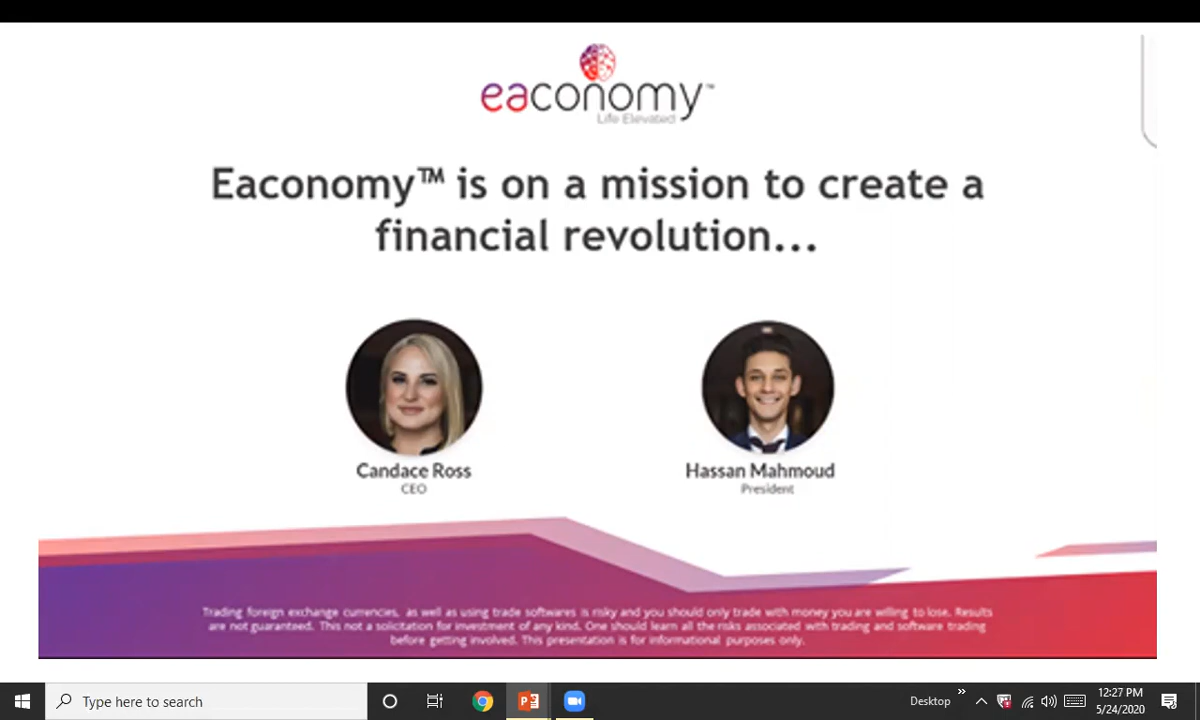 eaconomy™
Life Elevated
Eaconomy™ is on a mission to create a
financial revolution...
Candace Ross
CEO
Hassan Mahmoud
President
Trading foreign exchange currencies, as well as using trade softwares is risky and you should only trade with money you are willing to lose. Results
are not guaranteed. This not a solicitation for investment of any kind. One should learn all the risks associated with trading and software trading
before getting involved. This presentation is for informational purposes only.
Type here to search
Desktop
12:27 PM
5/24/2020